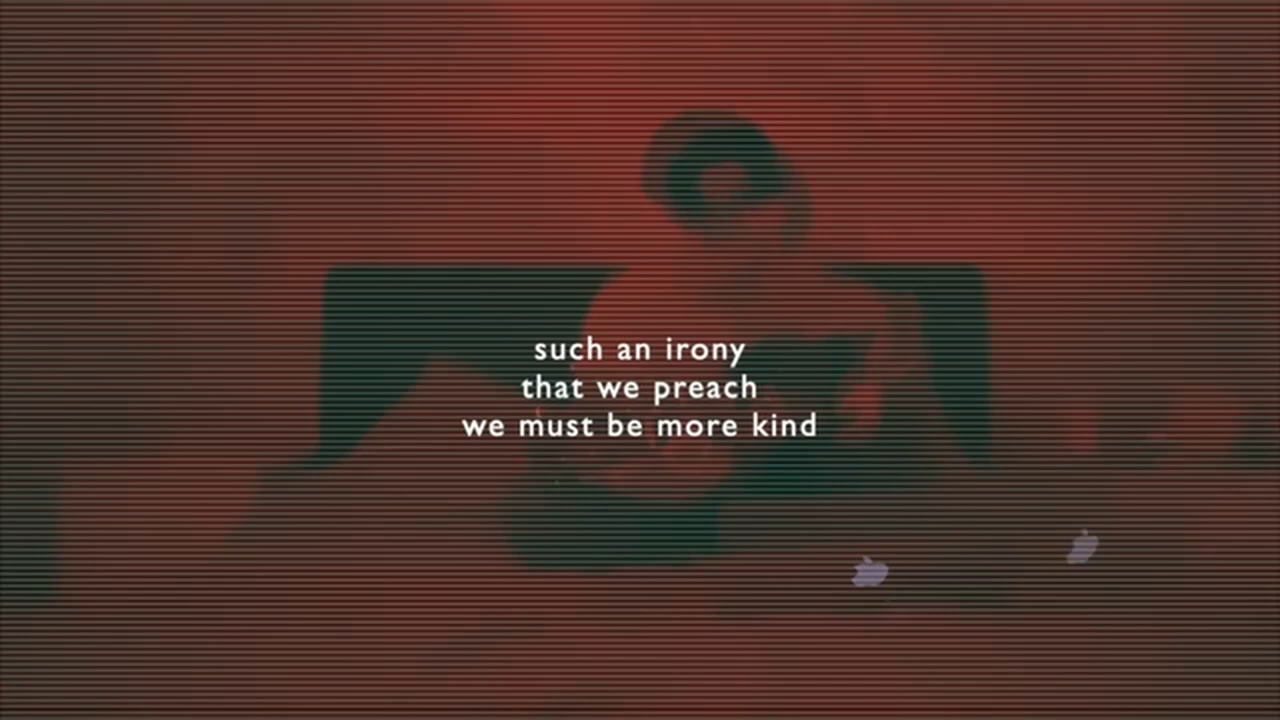 such an irony
that we preach
we must be more kind